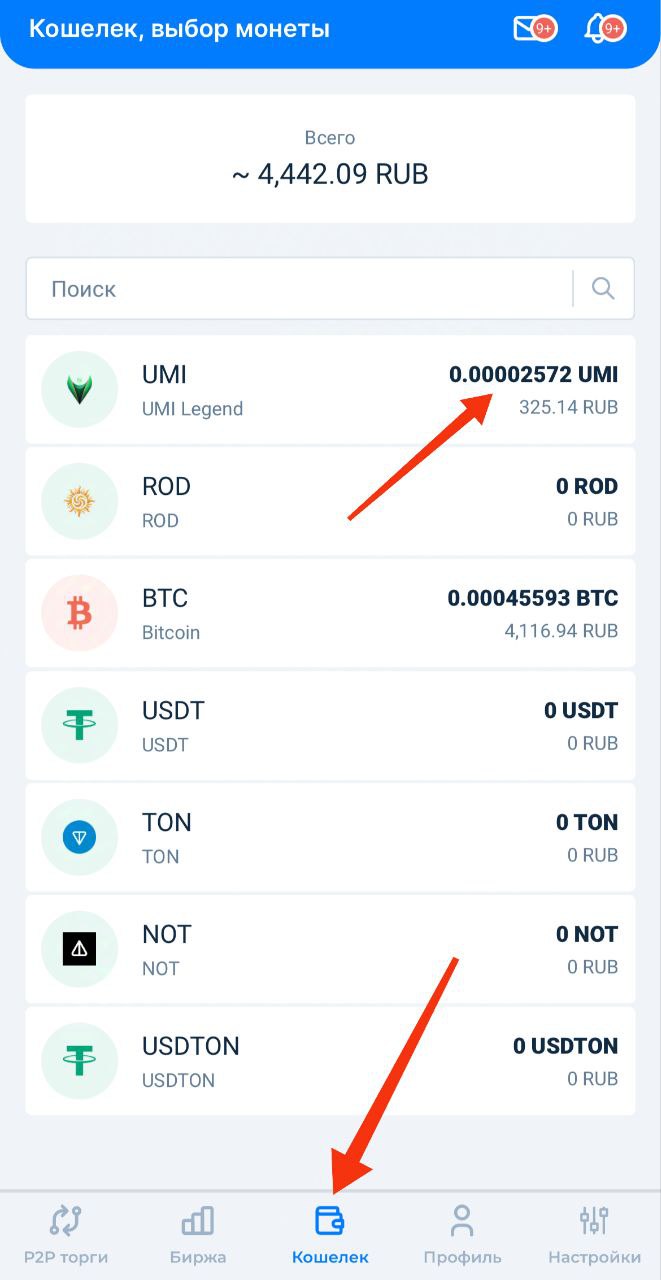 Кошелек, выбор монеты
9+
9+
Всего
~ 4,442.09 RUB
Поиск
UMI
0.00002572 UMI
UMI Legend
325.14 RUB
ROD
0 ROD
ROD
0 RUB
BTC
0.00045593 BTC
Bitcoin
4,116.94 RUB
USDT
0 USDT
USDT
0 RUB
TON
0 TON
TON
0 RUB
NOT
0 NOT
NOT
0 RUB
USDTON
0 USDTON
USDTON
0 RUB
P2P торги
Биржа
Кошелек
Профиль
Настройки